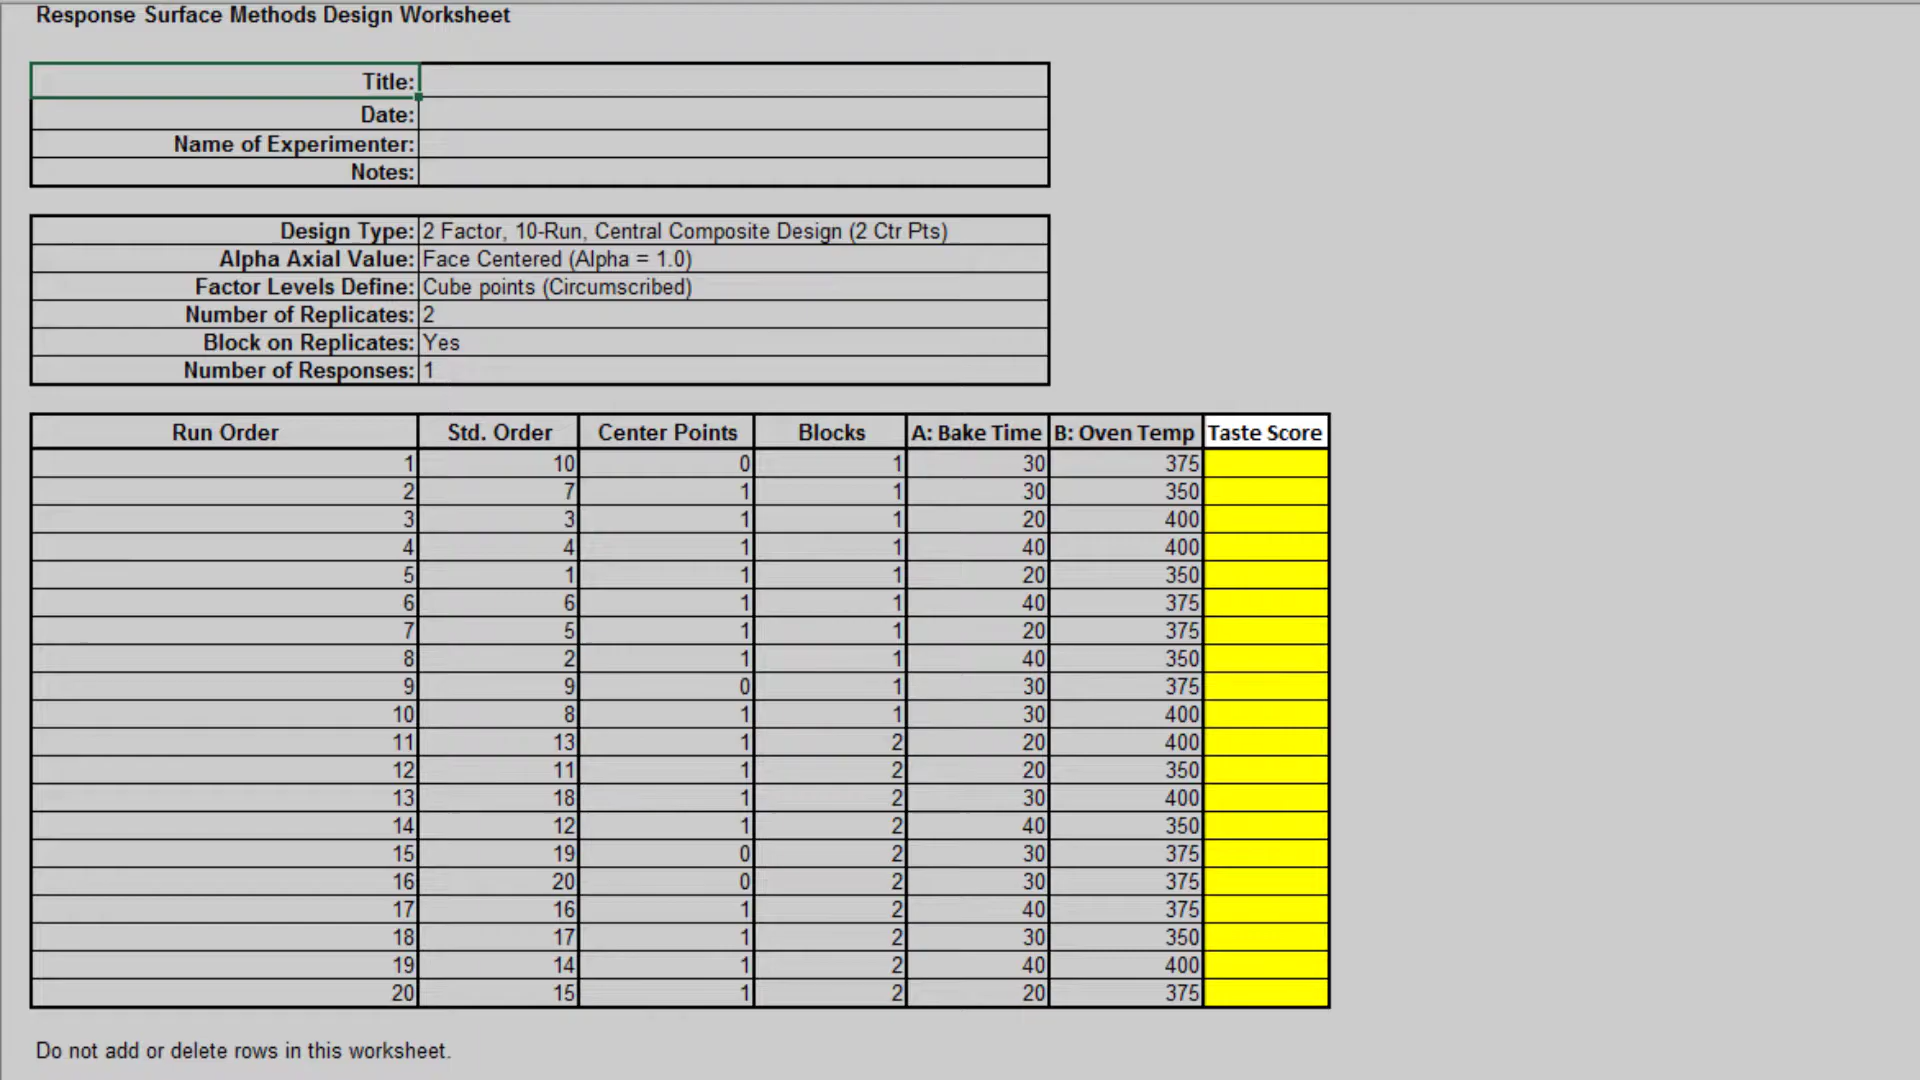 Response Surface Methods Design Worksheet
Title:
Date:
Name of Experimenter:
Notes:
Design Type: 2 Factor, 10-Run, Central Composite Design (2 Ctr Pts)
Alpha Axial Value: Face Centered (Alpha = 1.0)
Factor Levels Define: Cube points (Circumscribed)
Number of Replicates: 2
Block on Replicates: Yes
Number of Responses: 1
Run Order Std. Order Center Points Blocks A: Bake Time B: Oven Temp Taste Score
1 10 0 1 30 375
2 7 1 1 30 350
3 3 1 1 20 400
4 4 1 1 40 400
5 1 1 1 20 350
6 6 1 1 40 375
7 5 1 1 20 375
8 2 1 1 40 350
9 9 0 1 30 375
10 8 1 1 30 400
11 13 1 2 20 400
12 11 1 2 20 350
13 18 1 2 30 400
14 12 1 2 40 350
15 19 0 2 30 375
16 20 0 2 30 375
17 16 1 2 40 375
18 17 1 2 30 350
19 14 1 2 40 400
20 15 1 2 20 375
Do not add or delete rows in this worksheet.